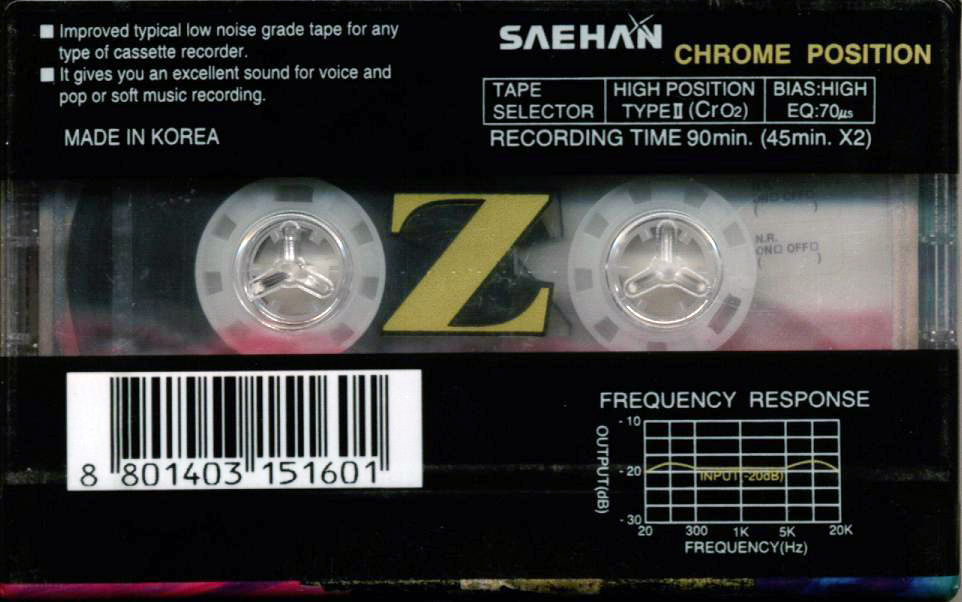 ■ Improved typical low noise grade tape for any
type of cassette recorder.
■ It gives you an excellent sound for voice and
pop or soft music recording.
MADE IN KOREA
SAEHAN
CHROME POSITION
TAPE SELECTOR
HIGH POSITION TYPEⅡ(CrO2)
BIAS:HIGH EQ:70µs
RECORDING TIME 90min. (45min. X2)
Z
N.R.
ON□ OFF□
( )
8 801403 151601
FREQUENCY RESPONSE
OUTPUT(dB)
-10
-20
-30
INPUT(-20dB)
20 300 1K 5K 20K
FREQUENCY(Hz)